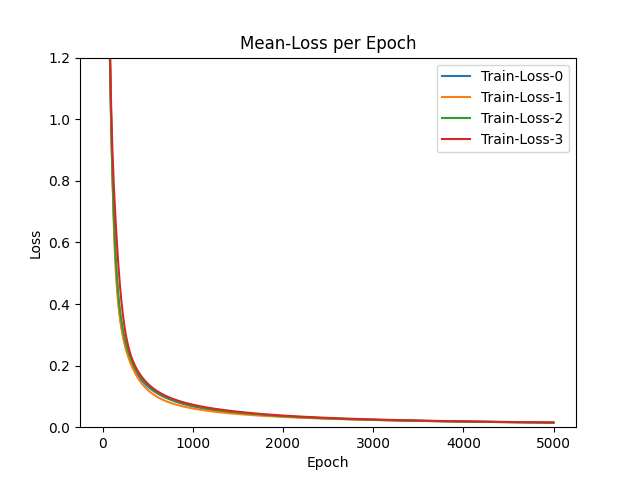 Mean-Loss per Epoch
1.2
1.0
0.8
0.6
0.4
0.2
0.0
Loss
Train-Loss-0
Train-Loss-1
Train-Loss-2
Train-Loss-3
0 1000 2000 3000 4000 5000
Epoch